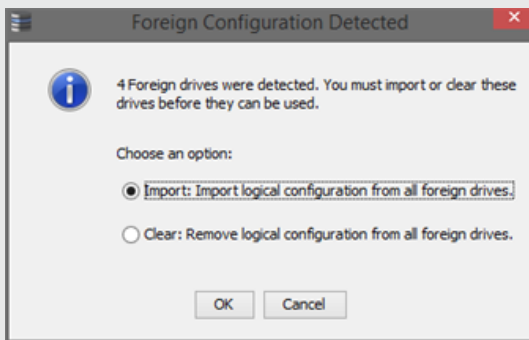 Foreign Configuration Detected
4 Foreign drives were detected. You must import or clear these
drives before they can be used.
Choose an option:
Import: Import logical configuration from all foreign drives.
Clear: Remove logical configuration from all foreign drives.
OK Cancel